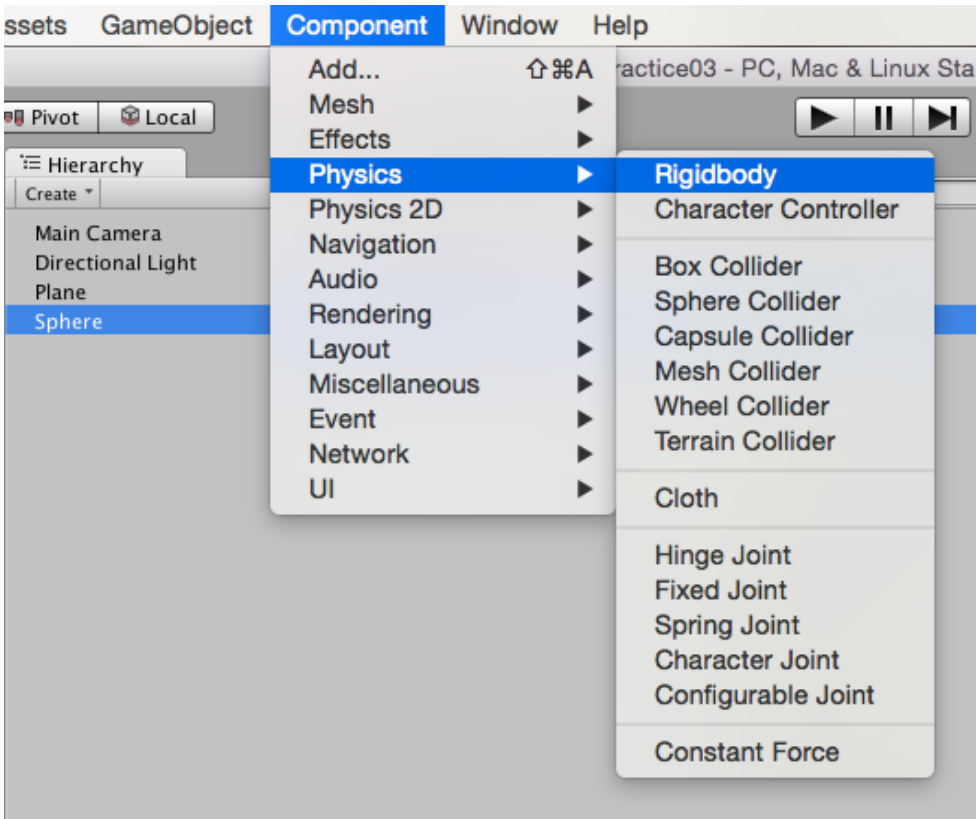 ssets GameObject Component Window Help
Add... ⇧⌘A
ractice03 - PC, Mac & Linux Sta
Mesh
Pivot Local
Effects
Hierarchy
Physics
Rigidbody
Create
Physics 2D
Character Controller
Main Camera
Navigation
Directional Light
Box Collider
Audio
Plane
Sphere Collider
Rendering
Sphere
Capsule Collider
Layout
Mesh Collider
Miscellaneous
Wheel Collider
Event
Terrain Collider
Network
UI
Cloth
Hinge Joint
Fixed Joint
Spring Joint
Character Joint
Configurable Joint
Constant Force